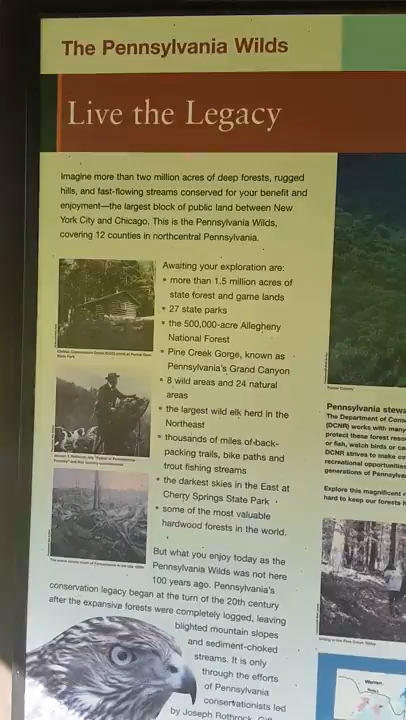 The Pennsylvania Wilds
Live the Legacy
Imagine more than two million acres of deep forests, rugged
hills, and fast-flowing streams conserved for your benefit and
enjoyment—the largest block of public land between New
York City and Chicago. This is the Pennsylvania Wilds,
covering 12 counties in northcentral Pennsylvania.
Awaiting your exploration are:
• more than 1.5 million acres of
state forest and game lands
• 27 state parks
• the 500,000-acre Allegheny
National Forest
• Pine Creek Gorge, known as
Pennsylvania's Grand Canyon
• 8 wild areas and 24 natural
areas
• the largest wild elk herd in the
Northeast
• thousands of miles of back-
packing trails, bike paths and
trout fishing streams
• the darkest skies in the East at
Cherry Springs State Park
• some of the most valuable
hardwood forests in the world.
But what you enjoy today as the
Pennsylvania Wilds was not here
100 years ago. Pennsylvania's
conservation legacy began at the turn of the 20th century
after the expansive forests were completely logged, leaving
blighted mountain slopes
and sediment-choked
streams. It is only
through the efforts
of Pennsylvania
conservationists led
by Joseph Rothrock,
Pennsylvania stewa
The Department of Conse
(DCNR) works with many
protect these forest reso
or fish, watch birds or ca
DCNR strives to make co
recreational opportunities
generations of Pennsylva
Explore this magnificent r
hard to keep our forests h
Warren